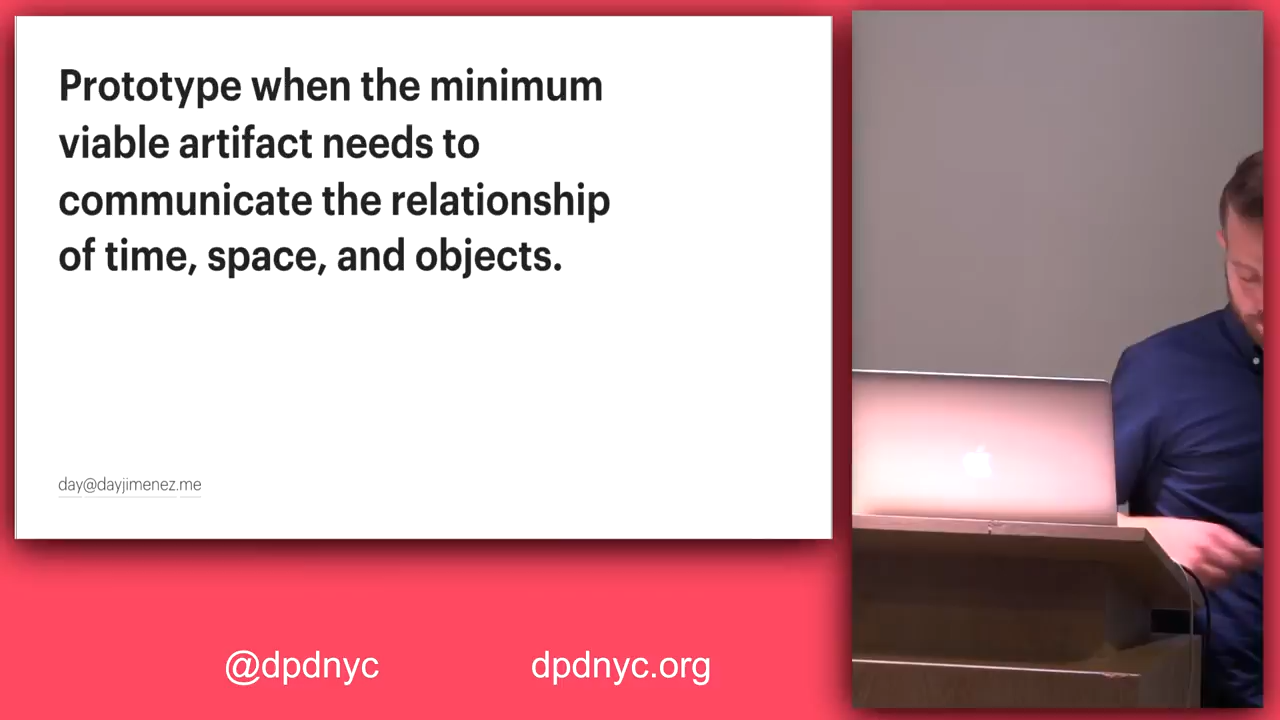 Prototype when the minimum
viable artifact needs to
communicate the relationship
of time, space, and objects.
day@dayjimenez.me
@dpdnyc
dpdnyc.org